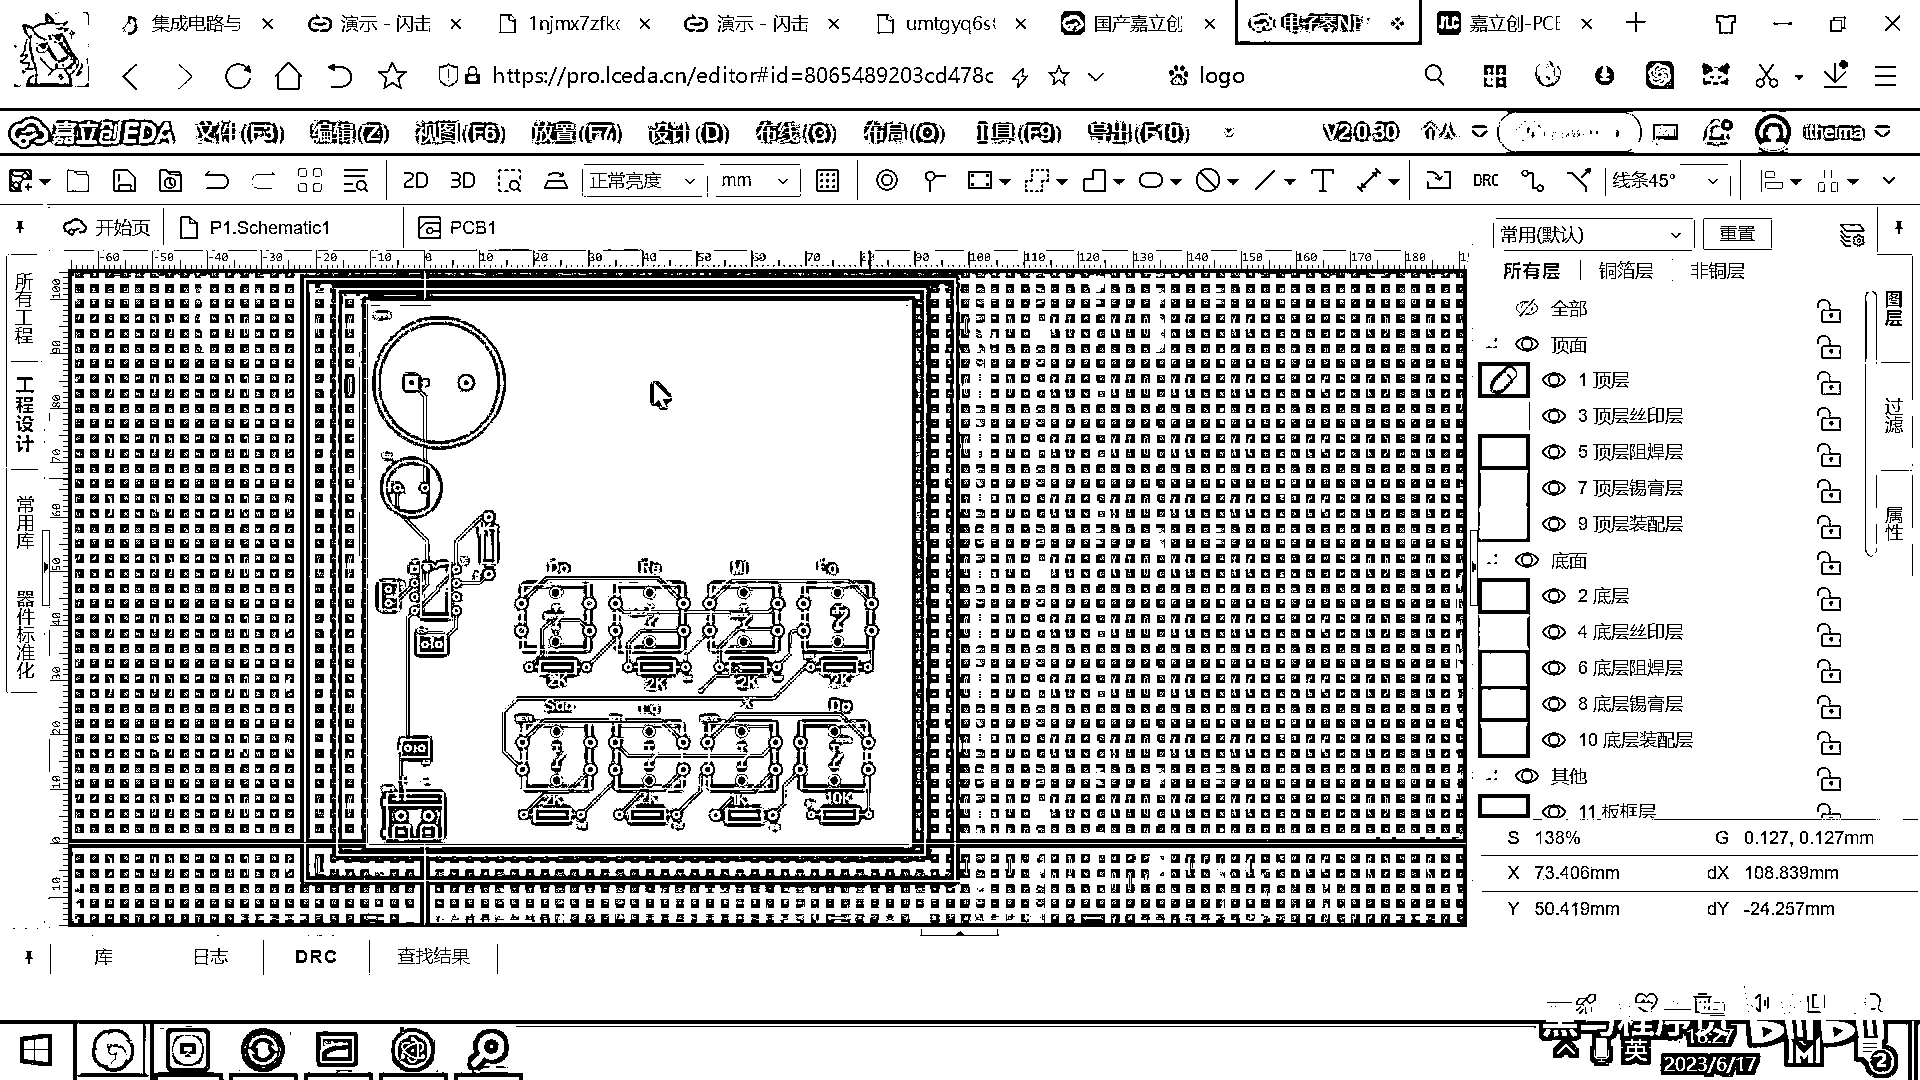 集成电路与
演示 - 闪击
1njmx7zfkc
演示 - 闪击
umtgyq6st
国产嘉立创
电子琴NE
嘉立创-PCE
https://pro.lceda.cn/editor#id=8065489203cd478c
logo
嘉立创EDA 文件(F3) 编辑(Z) 视图(F6) 放置(F7) 设计(D) 布线(G) 布局(O) 工具(F9) 导出(F10) V2.0.30 个人
2D 3D 正常亮度 mm DRC 线条45°
开始页 P1.Schematic1 PCB1
常用(默认) 重置
-60 -50 -40 -30 -20 -10 0 10 20 30 40 50 60 70 90 100 110 120 130 140 150 160 170 180
所有层 铜箔层 非铜层
所有工程
工程设计
常用库
器件标准化
图层
过滤
属性
全部
顶面
1 顶层
3 顶层丝印层
5 顶层阻焊层
7 顶层锡膏层
9 顶层装配层
底面
2 底层
4 底层丝印层
6 底层阻焊层
8 底层锡膏层
10 底层装配层
其他
11 板框层
Do Re Mi
2K 2K 2K 2K
Do
10K
S 138% G 0.127, 0.127mm
X 73.406mm dX 108.839mm
Y 50.419mm dY -24.257mm
库 日志 DRC 查找结果
英
2023/6/17
2